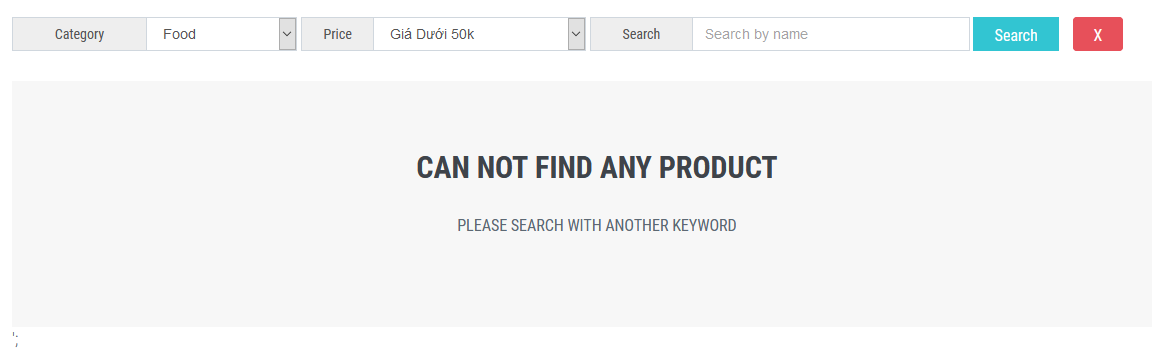 Category Food Price Giá Dưới 50k Search Search by name Search X
CAN NOT FIND ANY PRODUCT
PLEASE SEARCH WITH ANOTHER KEYWORD
';